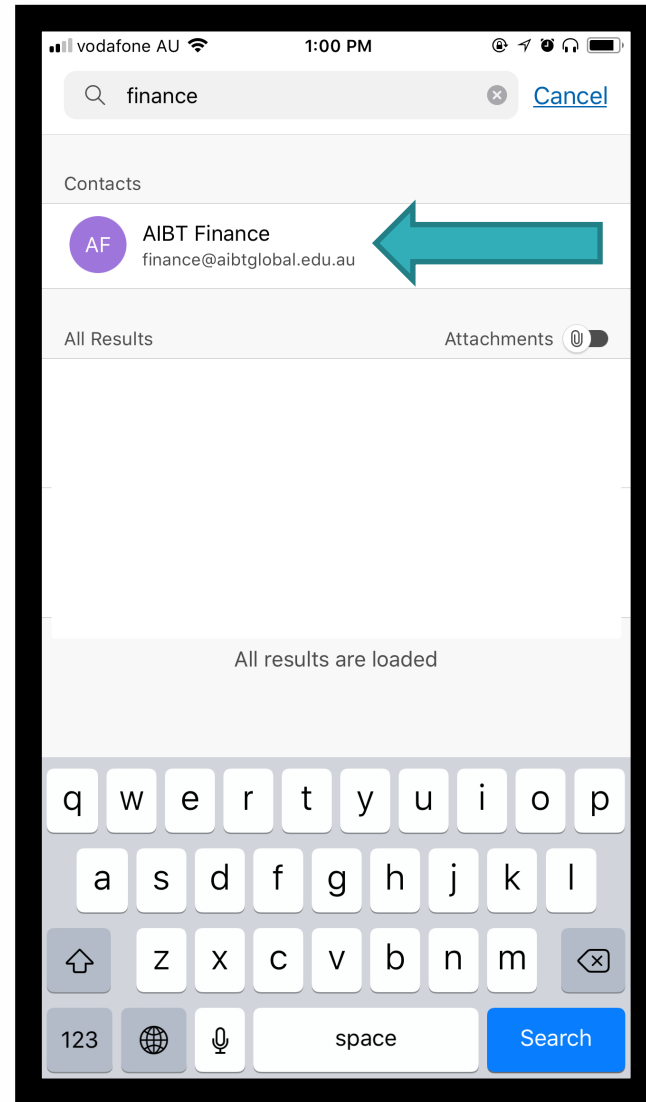 vodafone AU 1:00 PM
finance Cancel
Contacts
AF AIBT Finance
finance@aibtglobal.edu.au
All Results Attachments
All results are loaded
q w e r t y u i o p
a s d f g h j k l
z x c v b n m
123 space Search